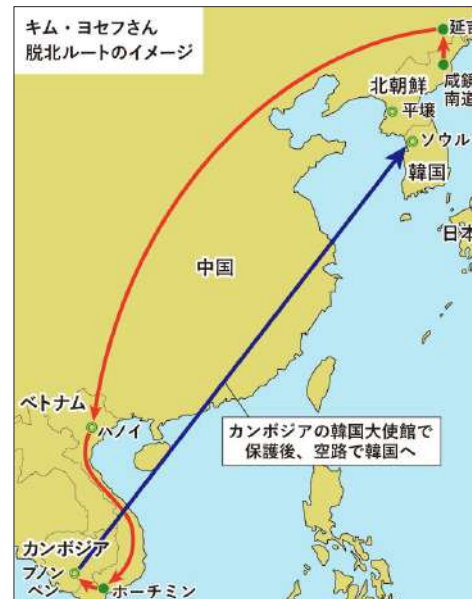 キム・ヨセフさん
脱北ルートのイメージ
延吉
北朝鮮
咸鏡
南道
平壌
ソウル
韓国
日本
中国
ベトナム
ハノイ
カンボジアの韓国大使館で
保護後、空路で韓国へ
カンボジア
プノン
ペン
ホーチミン